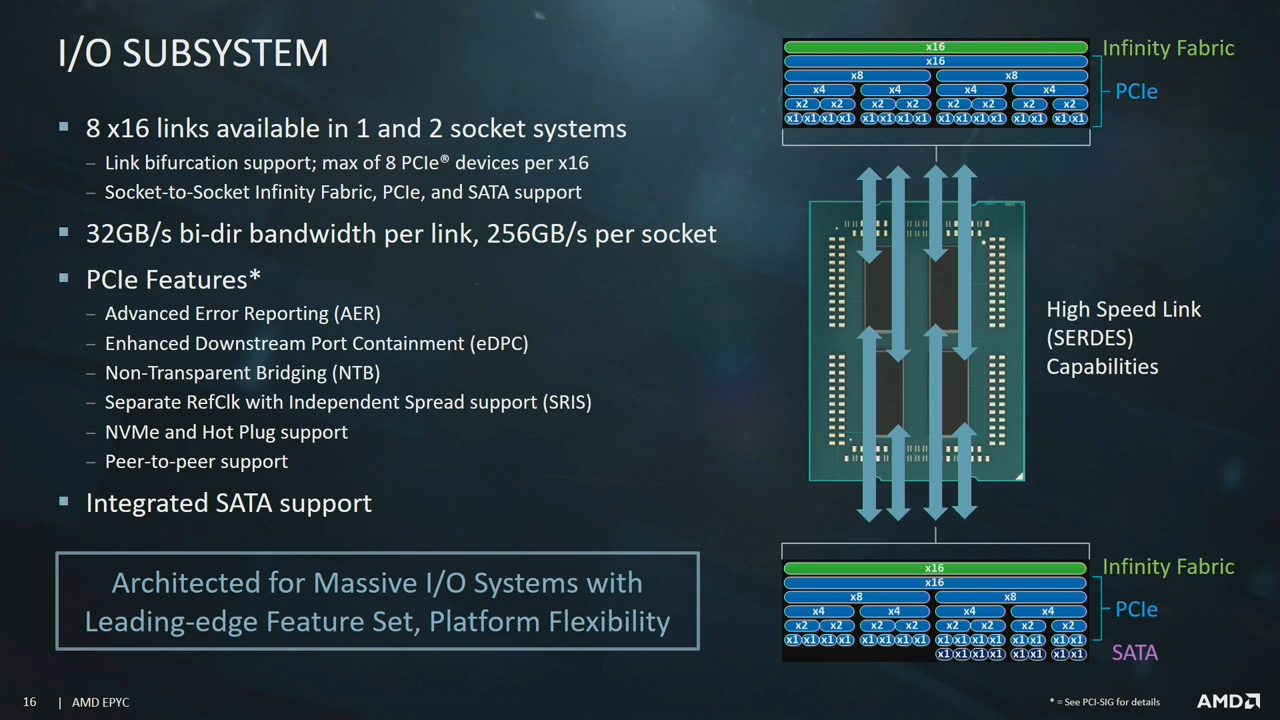 I/O SUBSYSTEM
8 x16 links available in 1 and 2 socket systems
– Link bifurcation support; max of 8 PCIe® devices per x16
– Socket-to-Socket Infinity Fabric, PCIe, and SATA support
32GB/s bi-dir bandwidth per link, 256GB/s per socket
PCIe Features*
– Advanced Error Reporting (AER)
– Enhanced Downstream Port Containment (eDPC)
– Non-Transparent Bridging (NTB)
– Separate RefClk with Independent Spread support (SRIS)
– NVMe and Hot Plug support
– Peer-to-peer support
Integrated SATA support
Architected for Massive I/O Systems with
Leading-edge Feature Set, Platform Flexibility
x16
Infinity Fabric
x16
x8 x8
x4 x4 x4 x4
PCIe
x2 x2 x2 x2 x2 x2 x2 x2
x1 x1 x1 x1 x1 x1 x1 x1 x1 x1 x1 x1 x1 x1 x1 x1
High Speed Link
(SERDES)
Capabilities
x16
Infinity Fabric
x16
x8 x8
x4 x4 x4 x4
PCIe
x2 x2 x2 x2 x2 x2 x2 x2
x1 x1 x1 x1 x1 x1 x1 x1 x1 x1 x1 x1 x1 x1 x1 x1
x1 x1 x1 x1 x1 x1 x1 x1
SATA
16 | AMD EPYC
* = See PCI-SIG for details
AMD